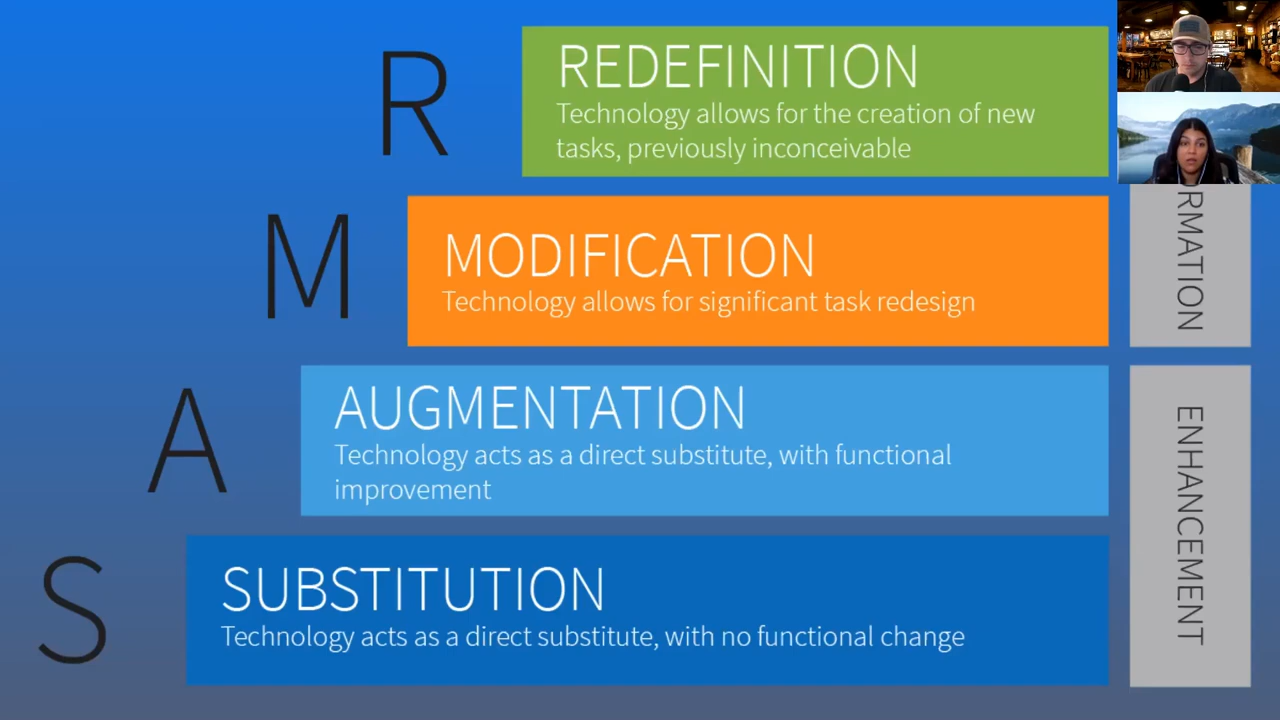 R
REDEFINITION
Technology allows for the creation of new
tasks, previously inconceivable
M
MODIFICATION
Technology allows for significant task redesign
RMATION
A
AUGMENTATION
Technology acts as a direct substitute, with functional
improvement
ENHANCEMENT
S
SUBSTITUTION
Technology acts as a direct substitute, with no functional change